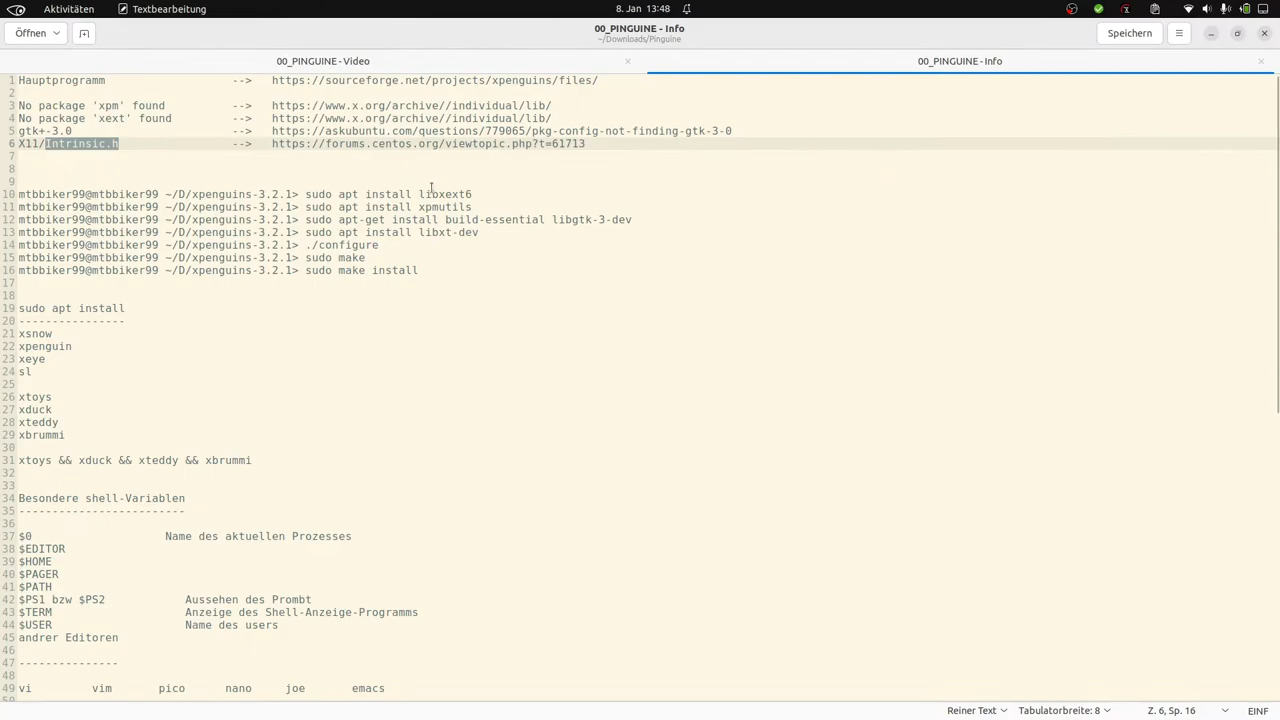 Aktivitäten Textbearbeitung 8. Jan 13:48
Öffnen 00_PINGUINE - Info Speichern
~/Downloads/Pinguine
00_PINGUINE - Video 00_PINGUINE - Info
1 Hauptprogramm --> https://sourceforge.net/projects/xpenguins/files/
2
3 No package 'xpm' found --> https://www.x.org/archive//individual/lib/
4 No package 'xext' found --> https://www.x.org/archive//individual/lib/
5 gtk+-3.0 --> https://askubuntu.com/questions/779065/pkg-config-not-finding-gtk-3-0
6 X11/Intrinsic.h --> https://forums.centos.org/viewtopic.php?t=61713
7
8
9
10 mtbbiker99@mtbbiker99 ~/D/xpenguins-3.2.1> sudo apt install libxext6
11 mtbbiker99@mtbbiker99 ~/D/xpenguins-3.2.1> sudo apt install xpmutils
12 mtbbiker99@mtbbiker99 ~/D/xpenguins-3.2.1> sudo apt-get install build-essential libgtk-3-dev
13 mtbbiker99@mtbbiker99 ~/D/xpenguins-3.2.1> sudo apt install libxt-dev
14 mtbbiker99@mtbbiker99 ~/D/xpenguins-3.2.1> ./configure
15 mtbbiker99@mtbbiker99 ~/D/xpenguins-3.2.1> sudo make
16 mtbbiker99@mtbbiker99 ~/D/xpenguins-3.2.1> sudo make install
17
18
19 sudo apt install
20 ----------------
21 xsnow
22 xpenguin
23 xeye
24 sl
25
26 xtoys
27 xduck
28 xteddy
29 xbrummi
30
31 xtoys && xduck && xteddy && xbrummi
32
33
34 Besondere shell-Variablen
35 -------------------------
36
37 $0 Name des aktuellen Prozesses
38 $EDITOR
39 $HOME
40 $PAGER
41 $PATH
42 $PS1 bzw $PS2 Aussehen des Prombt
43 $TERM Anzeige des Shell-Anzeige-Programms
44 $USER Name des users
45 andrer Editoren
46
47 ---------------
48
49 vi vim pico nano joe emacs
50
Reiner Text Tabulatorbreite: 8 Z. 6, Sp. 16 EINF